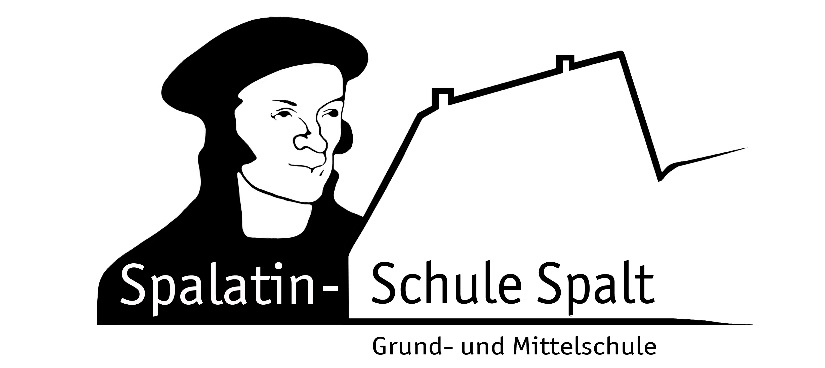 Spalatin-Schule Spalt
Grund- und Mittelschule